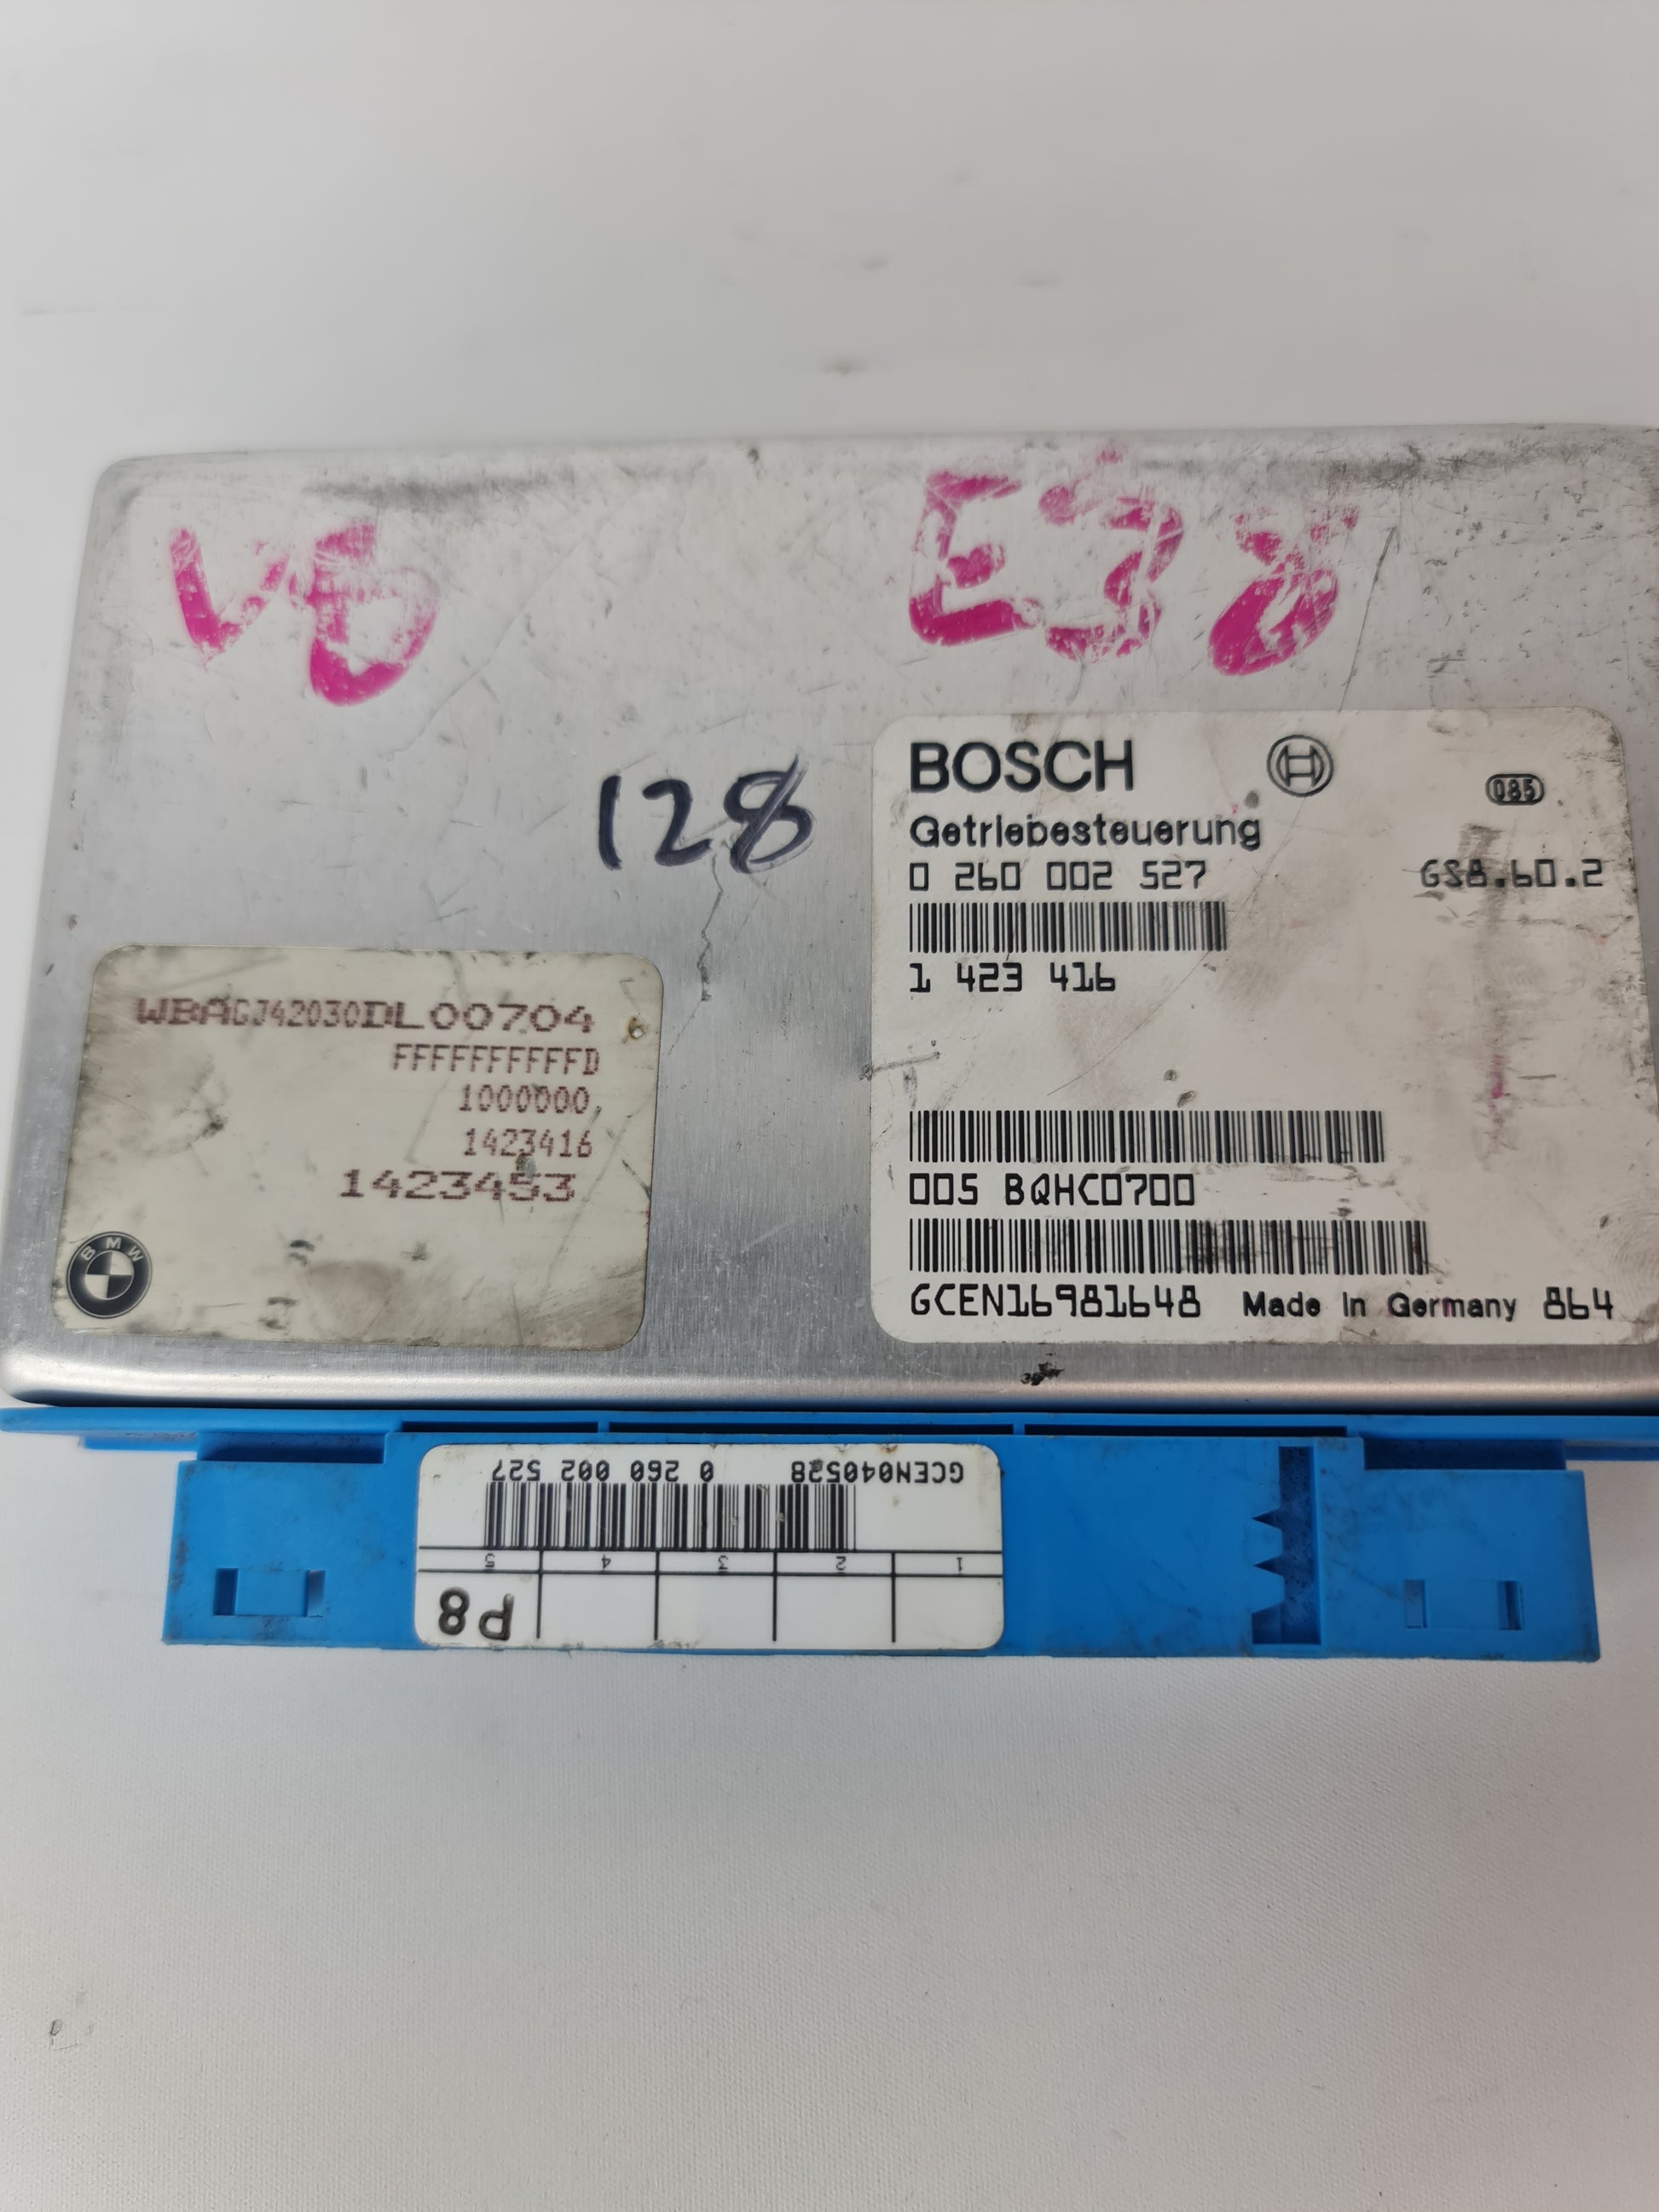 V8
E38
128
BOSCH
085
Getriebesteuerung
0 260 002 527
GS8.60.2
1 423 416
005 BQHC0700
GCEN16981648 Made in Germany 864
WBAGJ42030DL00704
FFFFFFFFFFFD
1000000
1423416
1423453
BMW
GCEN040528 0 260 002 527
1 2 3 4 5
P8